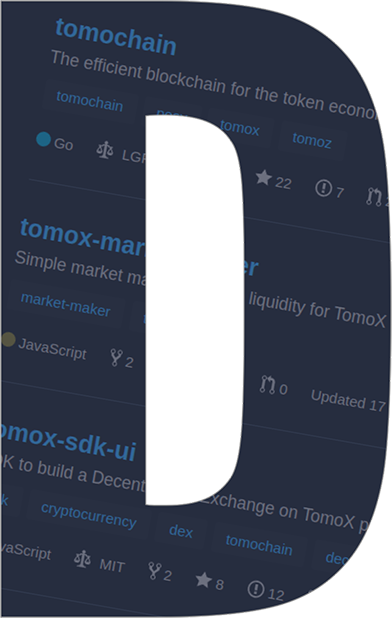 tomochain
The efficient blockchain for the token econo
tomochain tomox tomoz
Go 22 7
tomox-mar er
Simple market ma liquidity for TomoX
market-maker
JavaScript 2 0 Updated 17
omox-sdk-ui
OK to build a Decent Exchange on TomoX p
k cryptocurrency dex tomochain dec
vaScript MIT 2 8 12